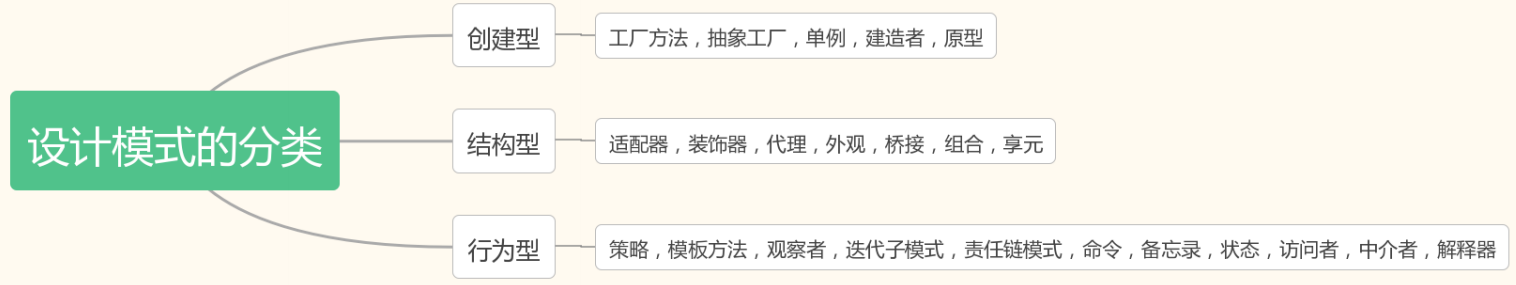 设计模式的分类
创建型
工厂方法，抽象工厂，单例，建造者，原型
结构型
适配器，装饰器，代理，外观，桥接，组合，享元
行为型
策略，模板方法，观察者，迭代子模式，责任链模式，命令，备忘录，状态，访问者，中介者，解释器